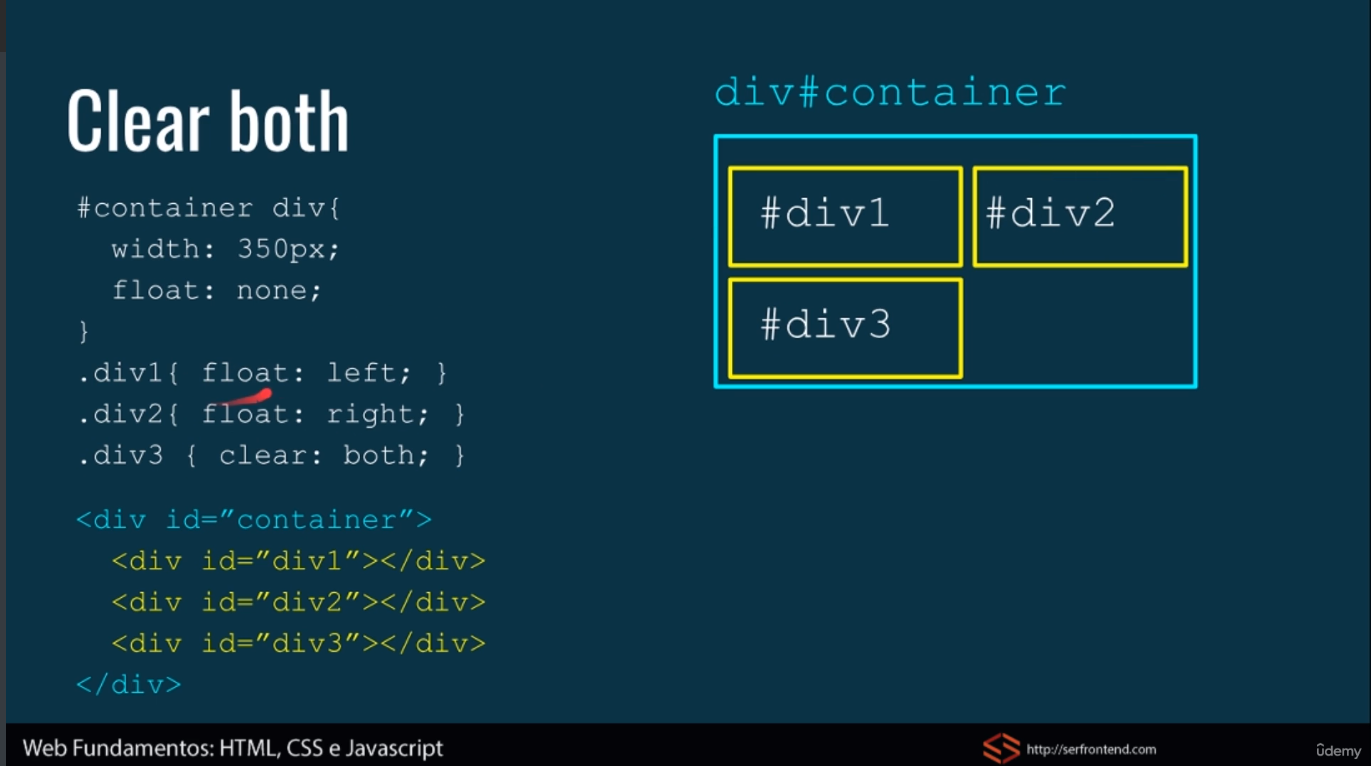 Clear both
#container div{
width: 350px;
float: none;
}
.div1{ float: left; }
.div2{ float: right; }
.div3 { clear: both; }
<div id=”container”>
<div id=”div1”></div>
<div id=”div2”></div>
<div id=”div3”></div>
</div>
div#container
#div1 #div2
#div3
Web Fundamentos: HTML, CSS e Javascript
http://serfrontend.com
ûdemy